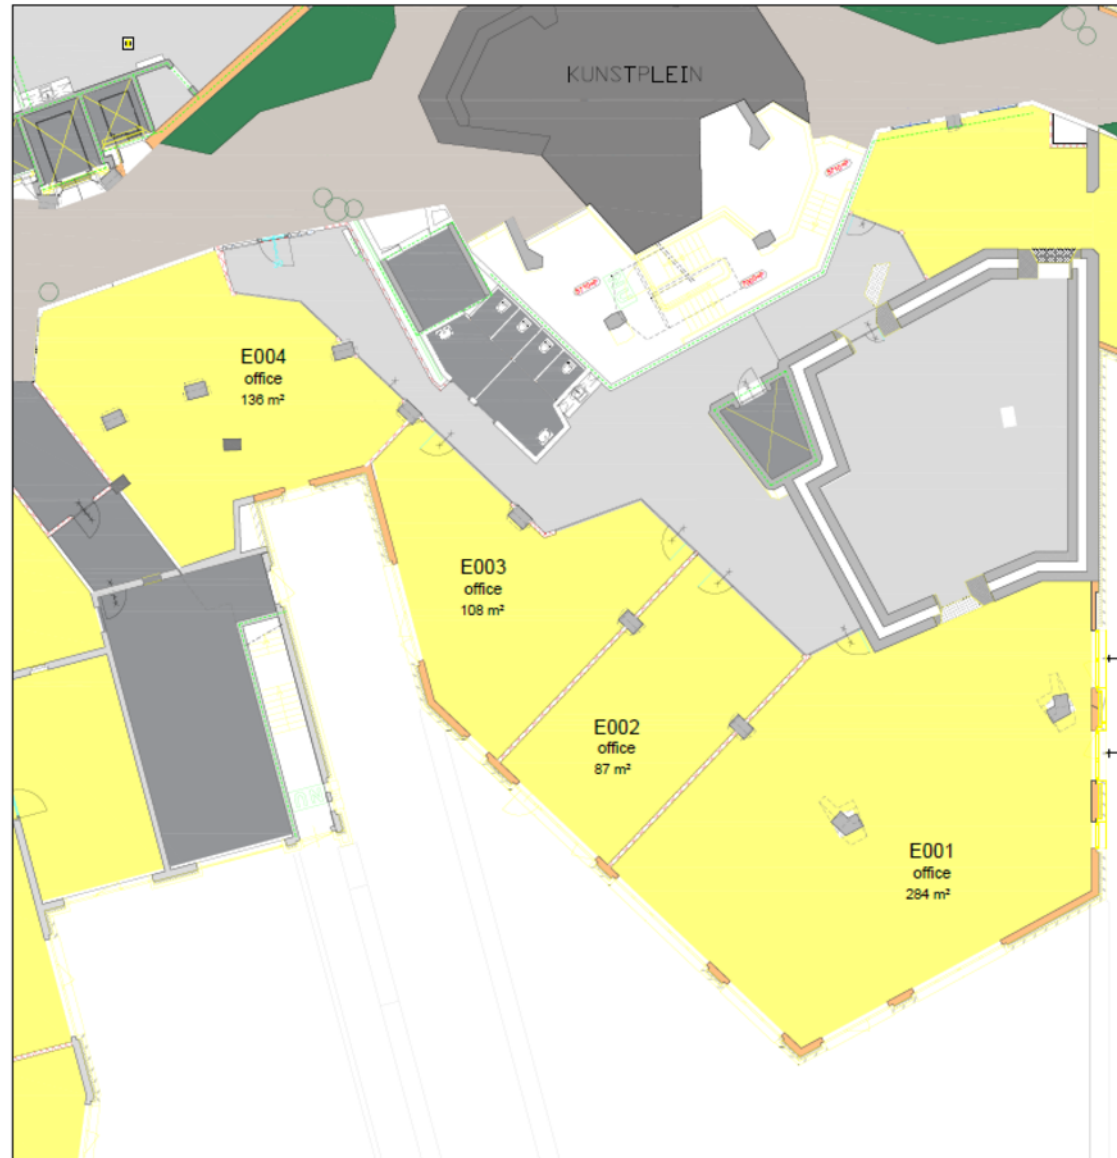 KUNSTPLEIN
E004
office
136 m²
E003
office
108 m²
E002
office
87 m²
E001
office
284 m²